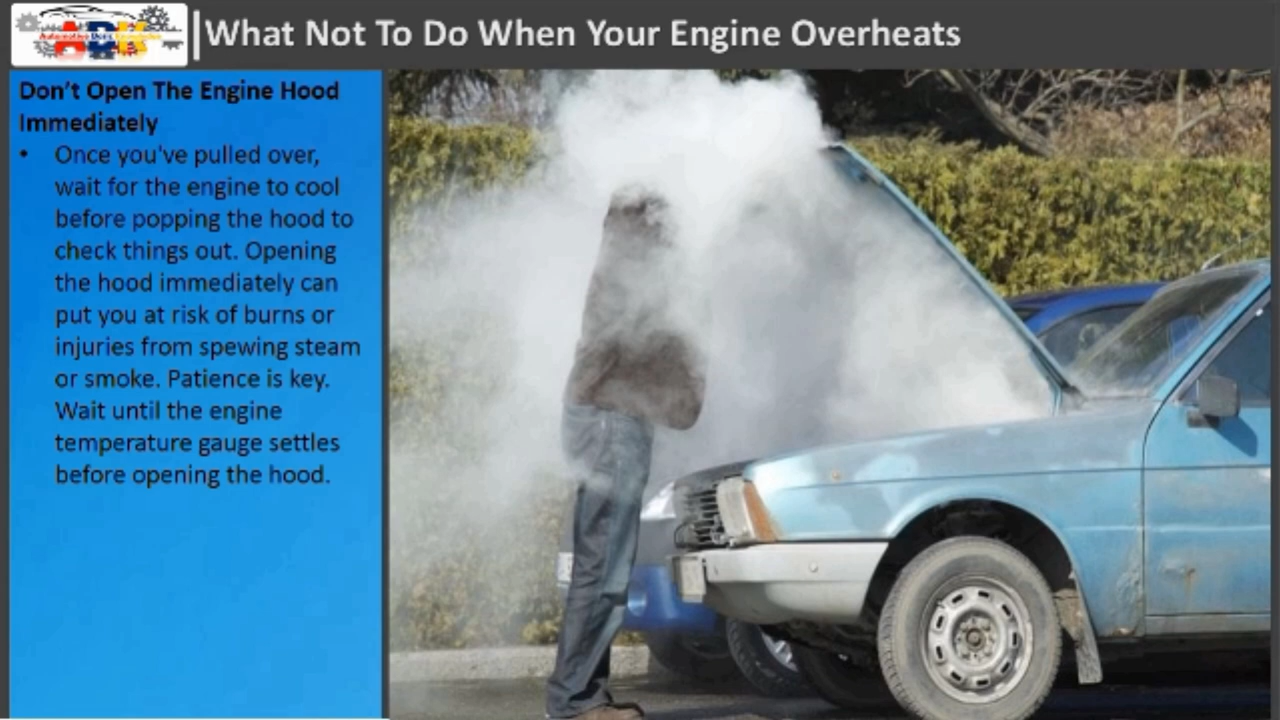 What Not To Do When Your Engine Overheats
Don't Open The Engine Hood
Immediately
• Once you've pulled over,
wait for the engine to cool
before popping the hood to
check things out. Opening
the hood immediately can
put you at risk of burns or
injuries from spewing steam
or smoke. Patience is key.
Wait until the engine
temperature gauge settles
before opening the hood.